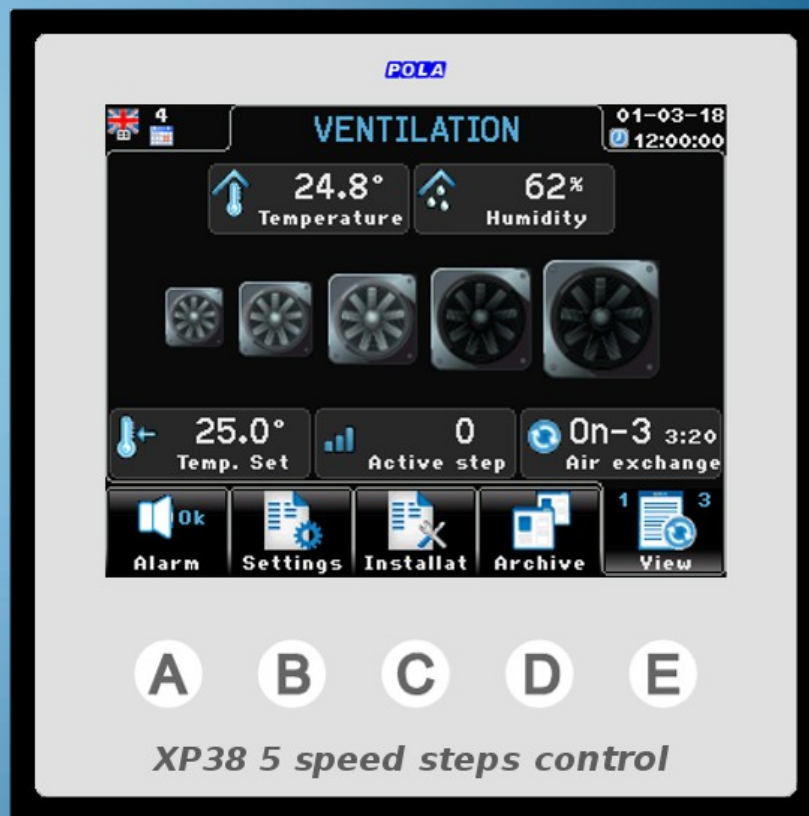 POLA
4
VENTILATION
01-03-18
12:00:00
24.8°
Temperature
62%
Humidity
25.0°
Temp. Set
0
Active step
On-3 3:20
Air exchange
Ok
Alarm
Settings
Installat
Archive
1 3
View
A B C D E
XP38 5 speed steps control